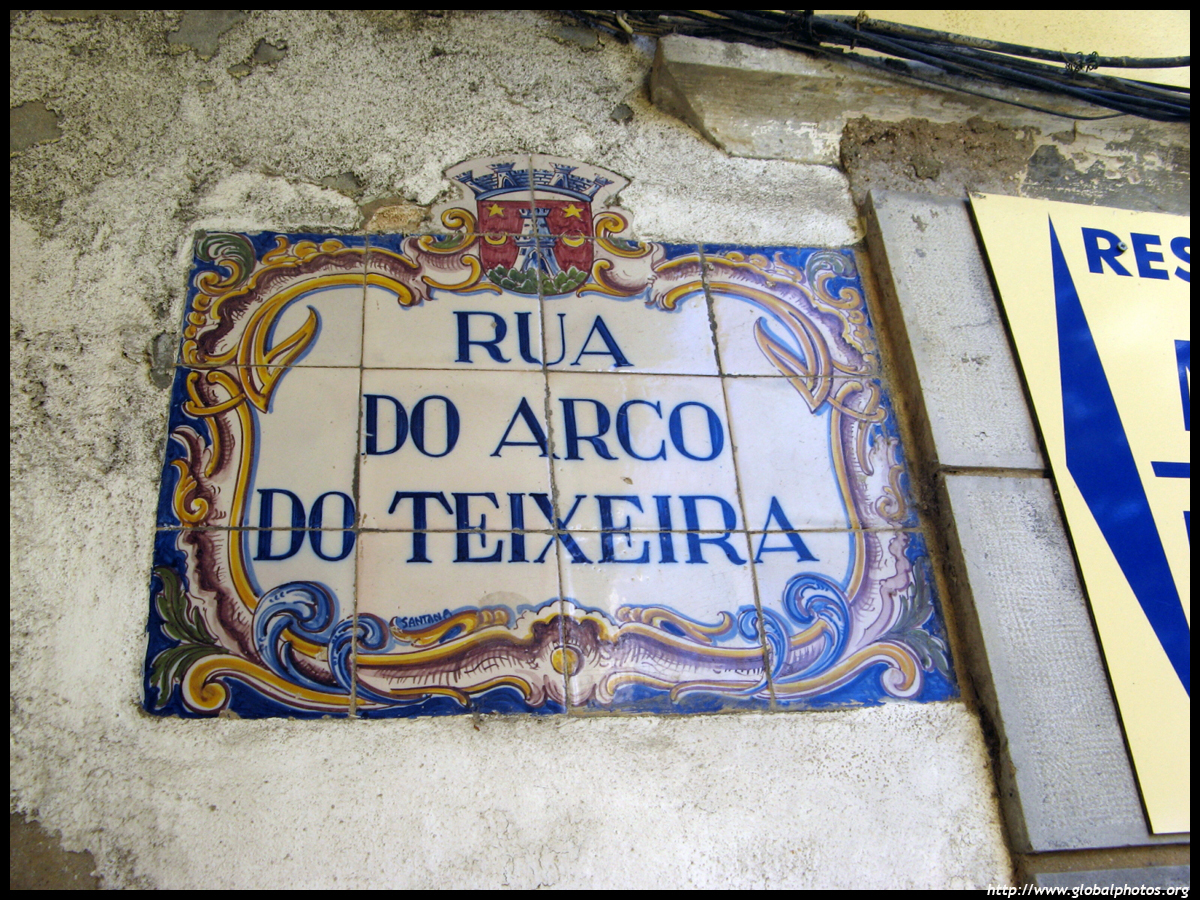 RUA
DO ARCO
DO TEIXEIRA
SANTANA
RES
http://www.globalphotos.org